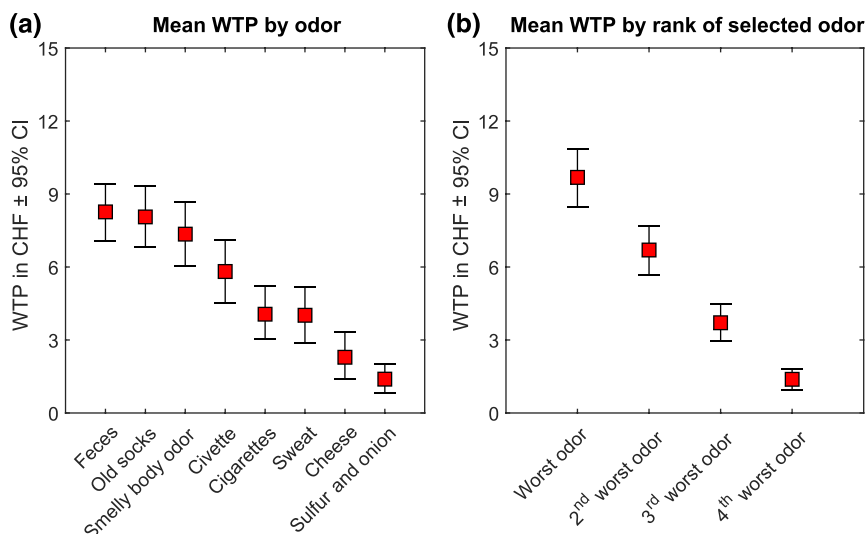 (a) Mean WTP by odor
WTP in CHF ± 95% CI
15
12
9
6
3
0
Feces
Old socks
Smelly body odor
Civette
Cigarettes
Sweat
Cheese
Sulfur and onion
(b) Mean WTP by rank of selected odor
WTP in CHF ± 95% CI
15
12
9
6
3
0
Worst odor
2nd worst odor
3rd worst odor
4th worst odor